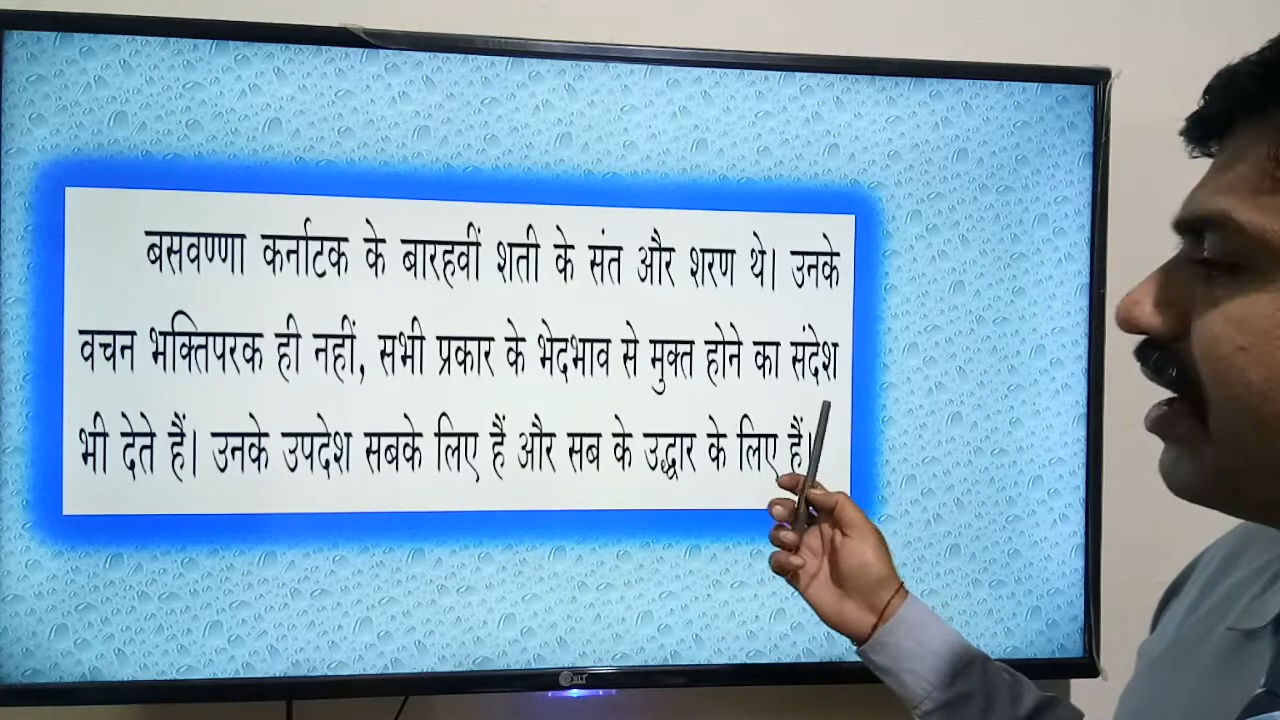 बसवण्णा कर्नाटक के बारहवीं शती के संत और शरण थे। उनके
वचन भक्तिपरक ही नहीं, सभी प्रकार के भेदभाव से मुक्त होने का संदेश
भी देते हैं। उनके उपदेश सबके लिए हैं और सब के उद्धार के लिए हैं।